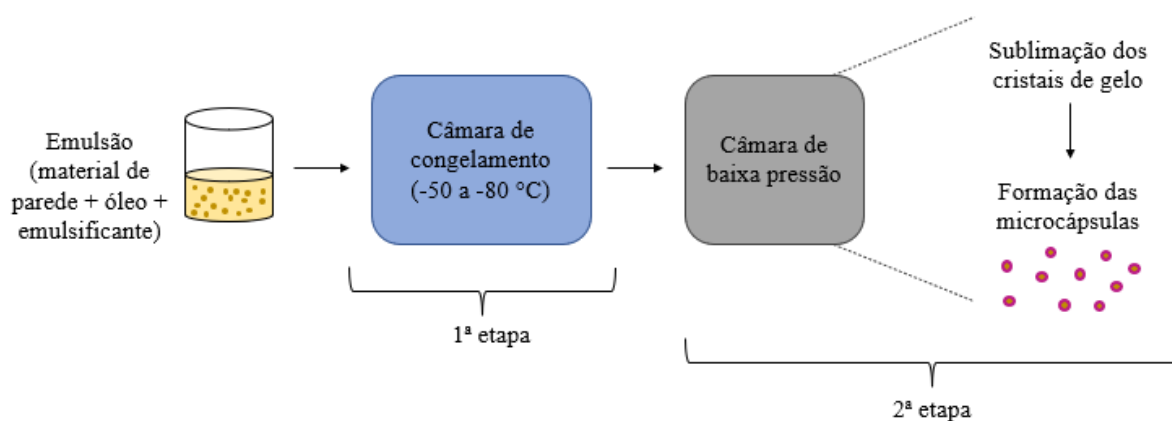 Emulsão
(material de
parede + óleo +
emulsificante)
Câmara de
congelamento
(-50 a -80 °C)
1ª etapa
Câmara de
baixa pressão
Sublimação dos
cristais de gelo
Formação das
microcápsulas
2ª etapa